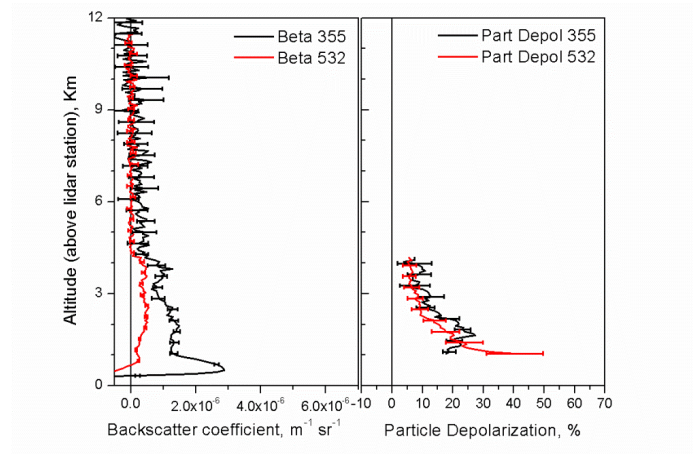 Beta 355
Beta 532
Part Depol 355
Part Depol 532
12
9
6
3
0
Altitude (above lidar station), Km
0.0 2.0x10⁻⁶ 4.0x10⁻⁶ 6.0x10⁻⁶
-10 0 10 20 30 40 50 60 70
Backscatter coefficient, m⁻¹ sr⁻¹
Particle Depolarization, %